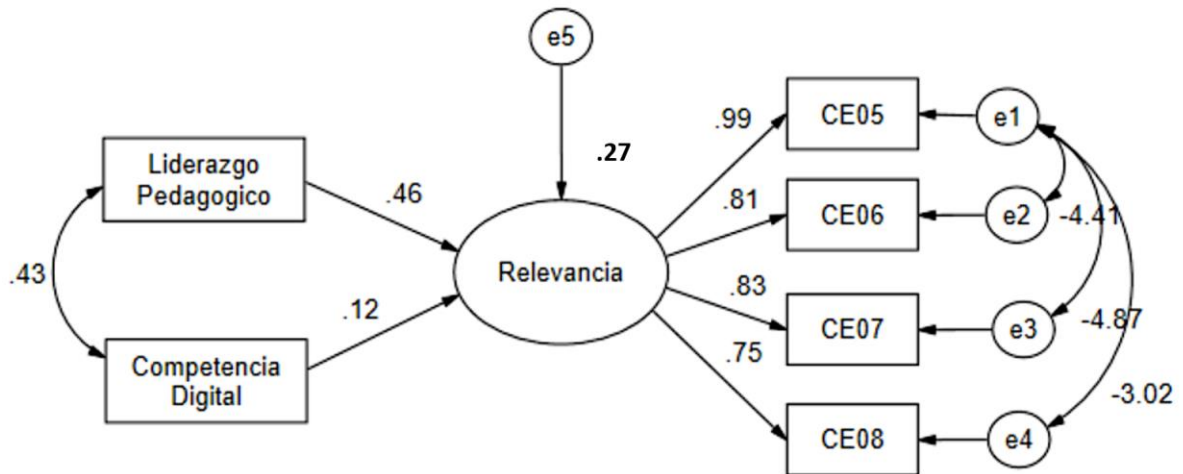 e5
.27
Liderazgo
Pedagogico
.46
.43
.12
Competencia
Digital
Relevancia
.99
CE05
e1
.81
CE06
e2
-4.41
.83
CE07
e3
-4.87
.75
CE08
e4
-3.02